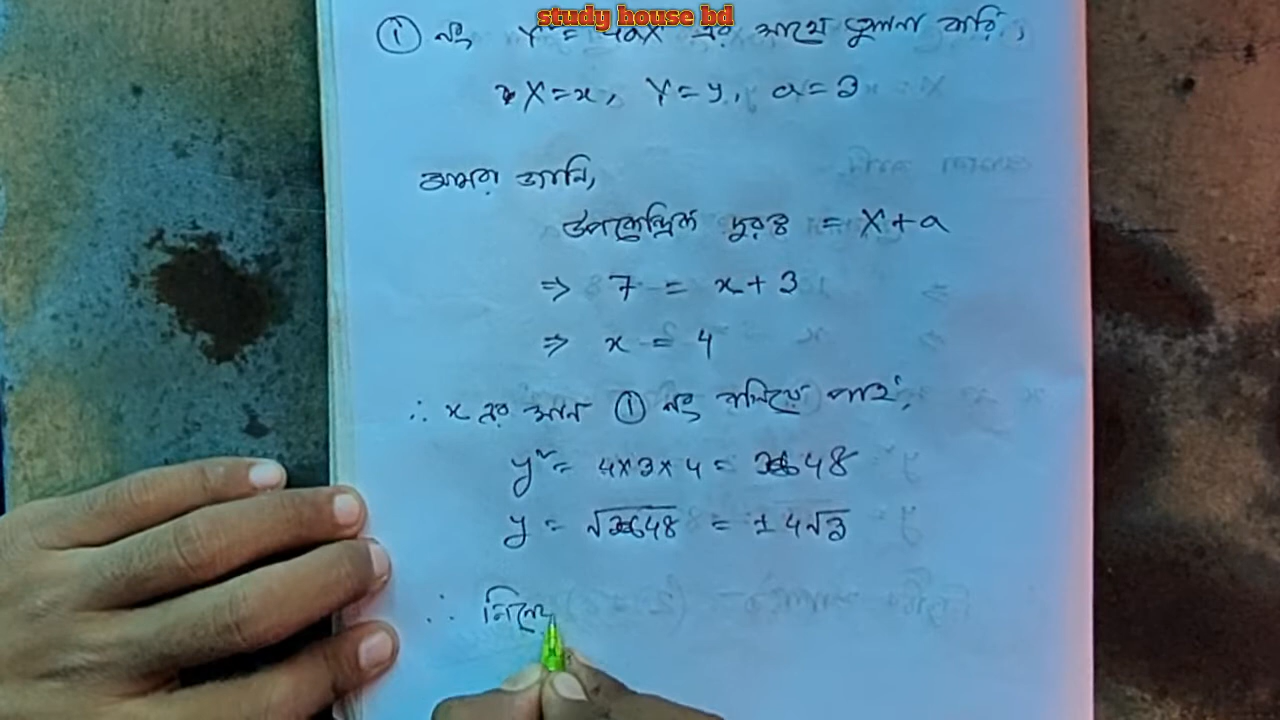 study house bd
① নং Y² = 4aX এর সাথে তুলনা করি,
X = x, Y = y, a = 3
আমরা জানি,
উপকেন্দ্রিক দুরত্ব = X + a
⇒ 7 = x + 3
⇒ x = 4
∴ x এর মান ① নং বসিয়ে পাই,
y² = 4×3×4 = 48
y = √48 = ± 4√3
∴ নির্ণে